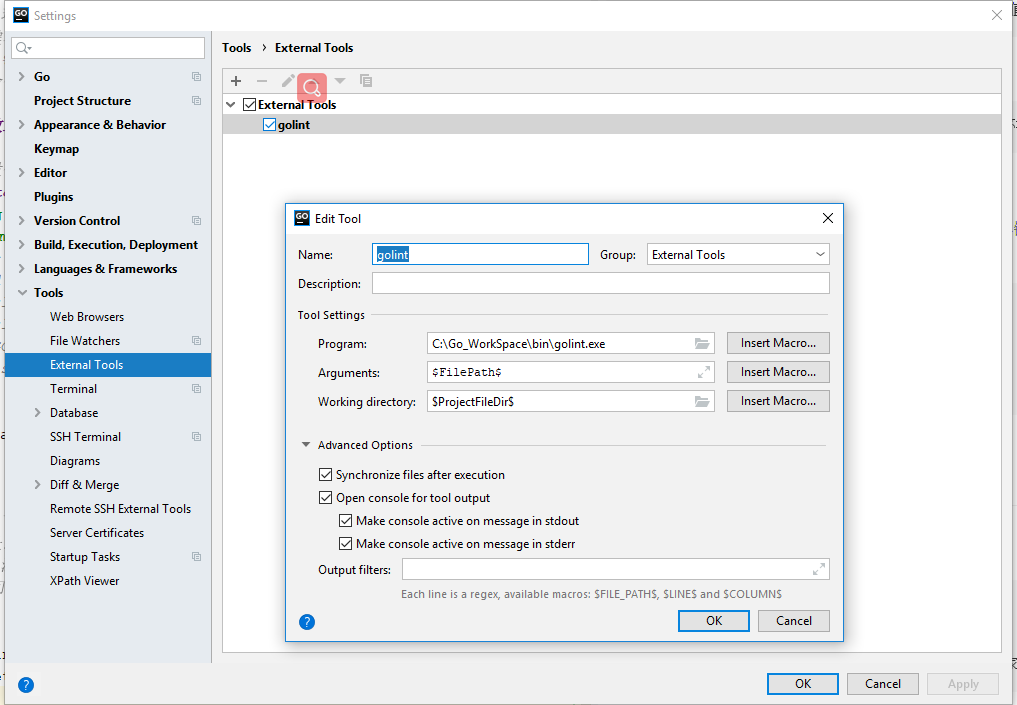 GO Settings
Tools › External Tools
Go
Project Structure
Appearance & Behavior
Keymap
Editor
Plugins
Version Control
Build, Execution, Deployment
Languages & Frameworks
Tools
Web Browsers
File Watchers
External Tools
Terminal
Database
SSH Terminal
Diagrams
Diff & Merge
Remote SSH External Tools
Server Certificates
Startup Tasks
XPath Viewer
External Tools
golint
GO Edit Tool
Name: golint Group: External Tools
Description:
Tool Settings
Program: C:\Go_WorkSpace\bin\golint.exe Insert Macro...
Arguments: $FilePath$ Insert Macro...
Working directory: $ProjectFileDir$ Insert Macro...
Advanced Options
Synchronize files after execution
Open console for tool output
Make console active on message in stdout
Make console active on message in stderr
Output filters:
Each line is a regex, available macros: $FILE_PATH$, $LINE$ and $COLUMN$
? OK Cancel
? OK Cancel Apply